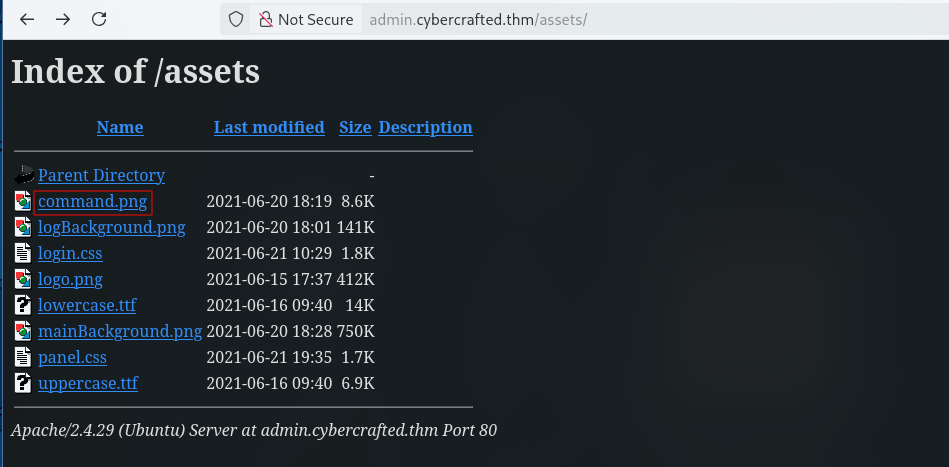 Not Secure admin.cybercrafted.thm/assets/
Index of /assets
Name Last modified Size Description
Parent Directory -
command.png 2021-06-20 18:19 8.6K
logBackground.png 2021-06-20 18:01 141K
login.css 2021-06-21 10:29 1.8K
logo.png 2021-06-15 17:37 412K
lowercase.ttf 2021-06-16 09:40 14K
mainBackground.png 2021-06-20 18:28 750K
panel.css 2021-06-21 19:35 1.7K
uppercase.ttf 2021-06-16 09:40 6.9K
Apache/2.4.29 (Ubuntu) Server at admin.cybercrafted.thm Port 80